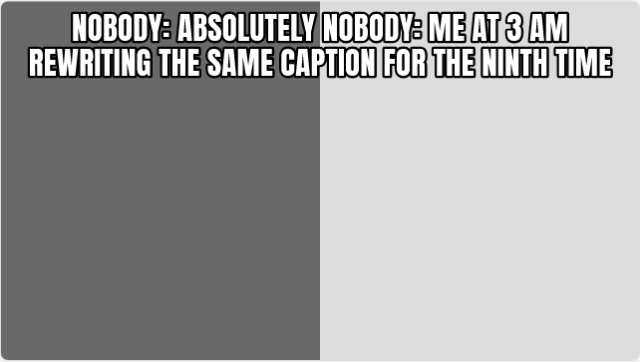 NOBODY: ABSOLUTELY NOBODY: ME AT 3 AM
REWRITING THE SAME CAPTION FOR THE NINTH TIME